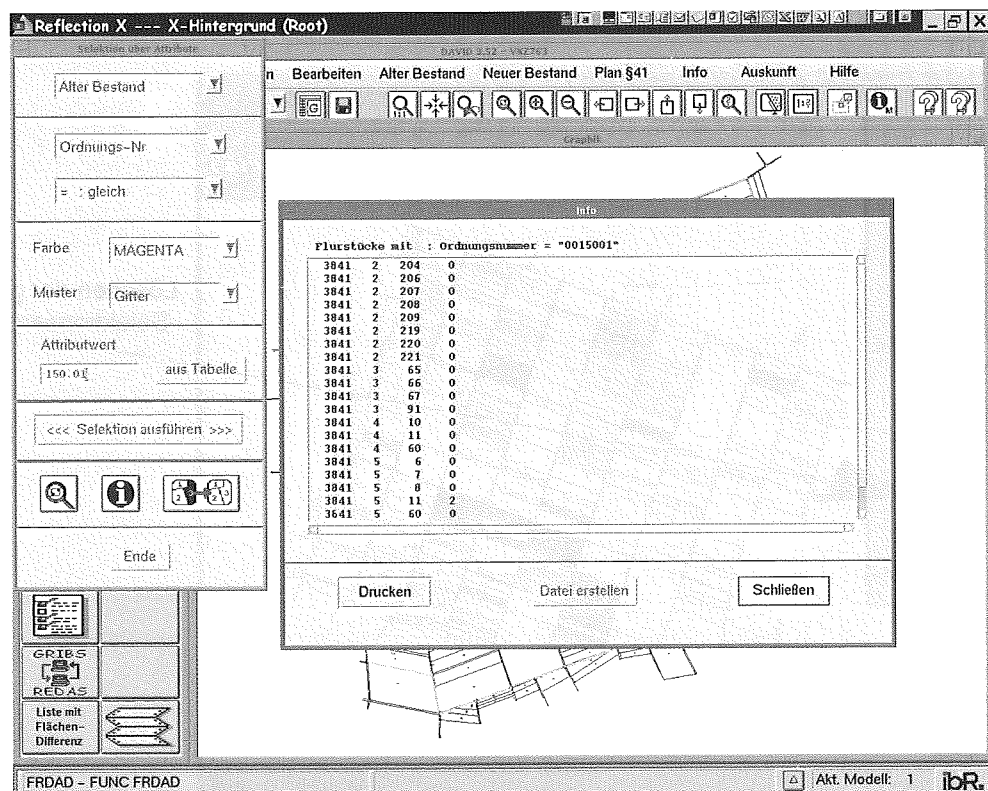 Reflection X --- X-Hintergrund (Root)
Selektion über Attribute
DAVID 3.52 - VKZ763
n Bearbeiten Alter Bestand Neuer Bestand Plan §41 Info Auskunft Hilfe
Graphik
Alter Bestand
Ordnungs-Nr
= : gleich
Farbe MAGENTA
Muster Gitter
Attributwert
150.01 aus Tabelle
<<< Selektion ausführen >>>
Ende
Info
Flurstücke mit : Ordnungsnummer = "0015001"
3841 2 204 0
3841 2 206 0
3841 2 207 0
3841 2 208 0
3841 2 209 0
3841 2 219 0
3841 2 220 0
3841 2 221 0
3841 3 65 0
3841 3 66 0
3841 3 67 0
3841 3 91 0
3841 4 10 0
3841 4 11 0
3841 4 60 0
3841 5 6 0
3841 5 7 0
3841 5 8 0
3841 5 11 2
3641 5 60 0
Drucken Datei erstellen Schließen
GRIBS
REDAS
Liste mit
Flächen-
Differenz
FRDAD - FUNC FRDAD
Akt. Modell: 1 ibR.